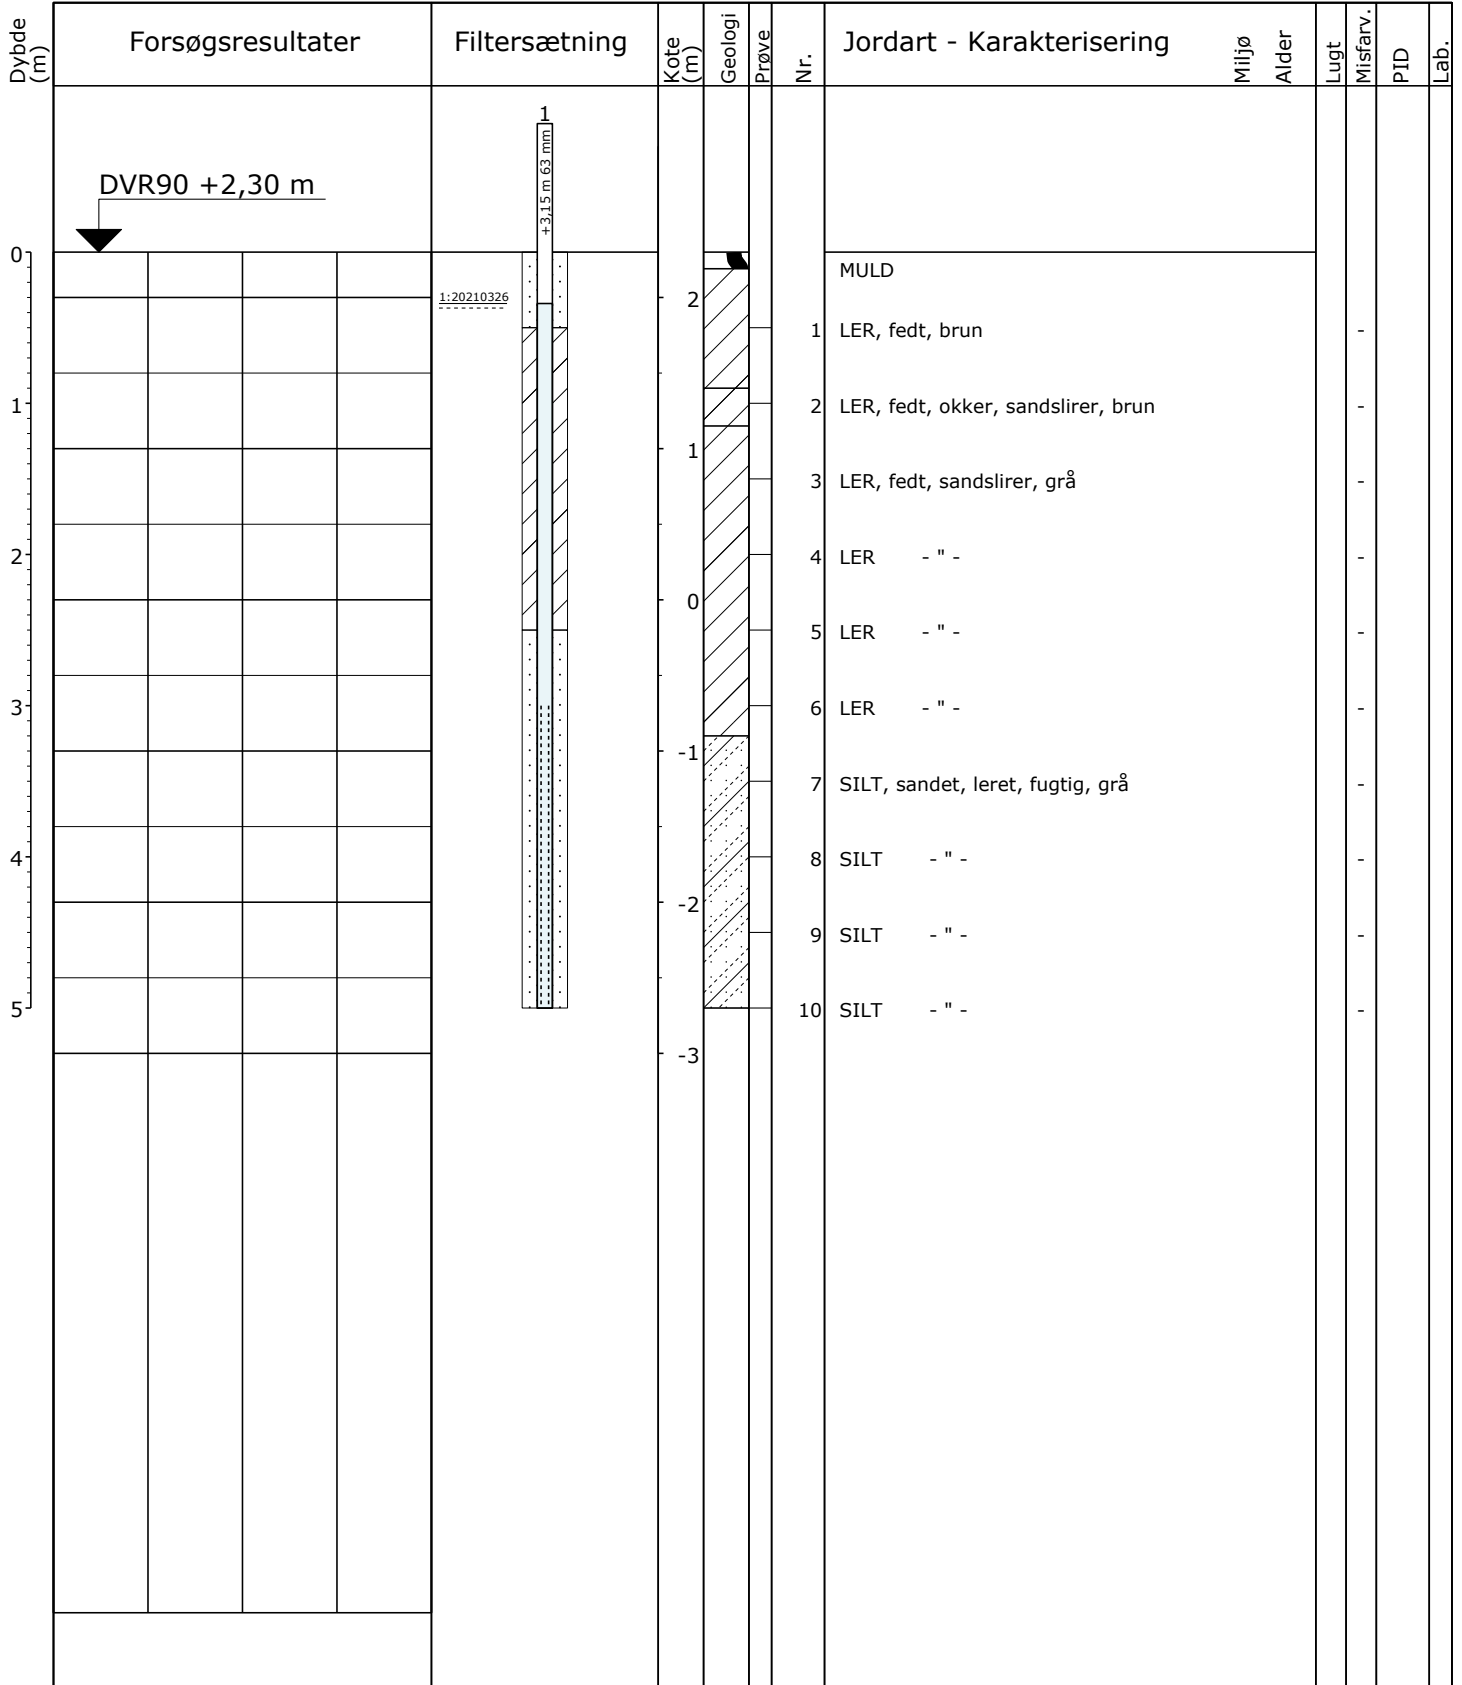 Dybde
(m)
Forsøgsresultater
Filtersætning
Kote
(m)
Geologi
Prøve
Nr.
Jordart - Karakterisering
Miljø
Alder
Lugt
Misfarv.
PID
Lab.
1
+3,15 m 63 mm
DVR90 +2,30 m
0
MULD
1:20210326
2
1 LER, fedt, brun -
1
2 LER, fedt, okker, sandslirer, brun -
1
3 LER, fedt, sandslirer, grå -
2
4 LER - " - -
0
5 LER - " - -
3
6 LER - " - -
-1
7 SILT, sandet, leret, fugtig, grå -
4
8 SILT - " - -
-2
9 SILT - " - -
5
10 SILT - " - -
-3